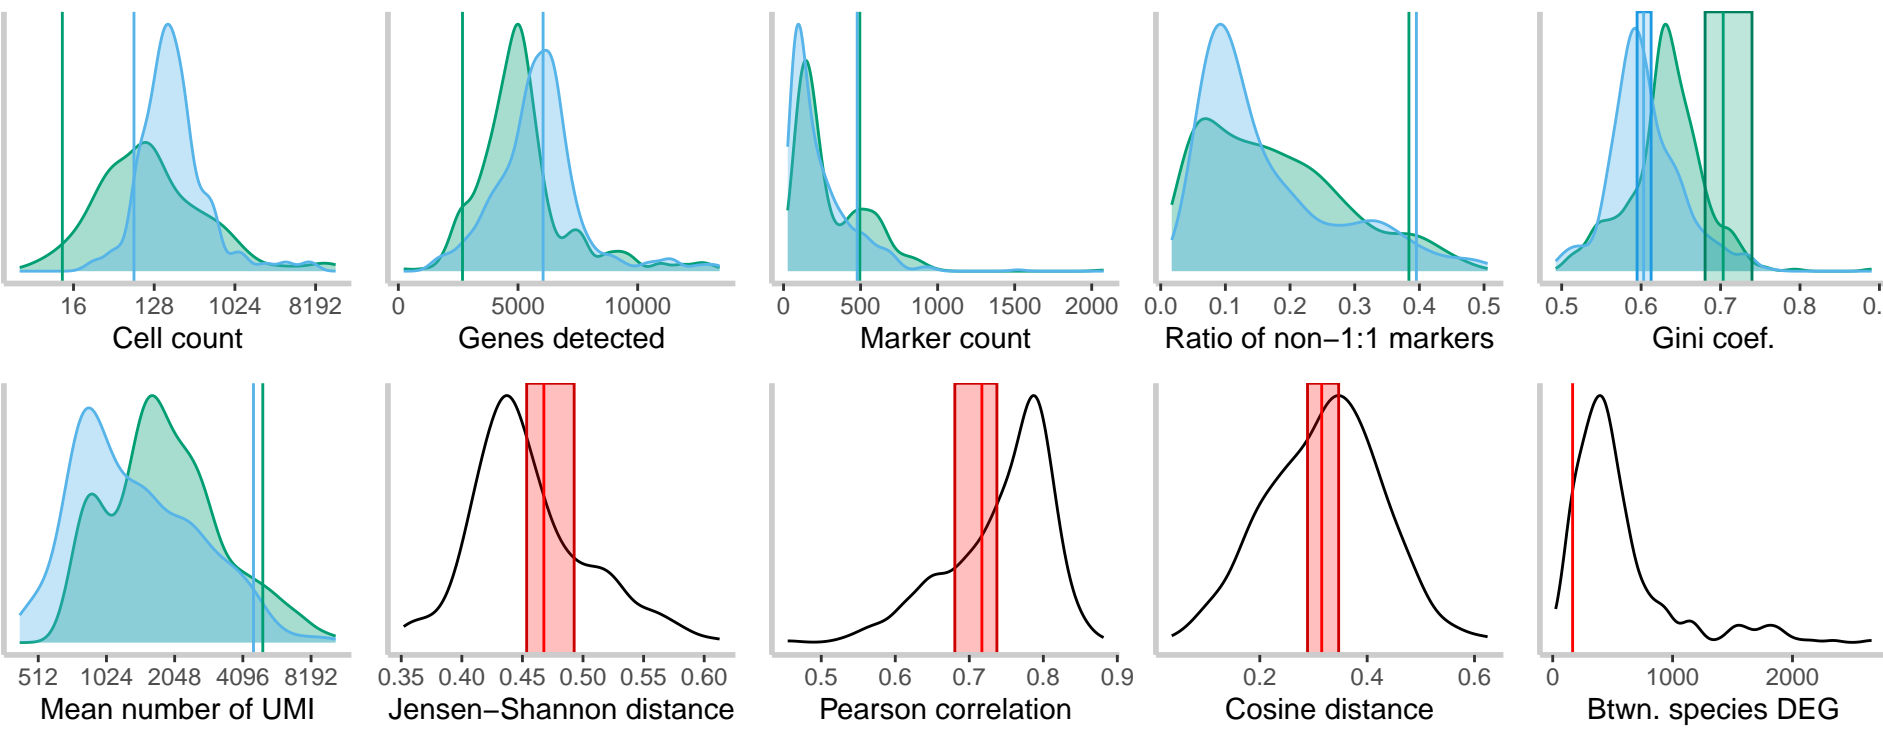 16 128 1024 8192
Cell count
0 5000 10000
Genes detected
0 500 1000 1500 2000
Marker count
0.0 0.1 0.2 0.3 0.4 0.5
Ratio of non−1:1 markers
0.5 0.6 0.7 0.8 0.
Gini coef.
512 1024 2048 4096 8192
Mean number of UMI
0.35 0.40 0.45 0.50 0.55 0.60
Jensen−Shannon distance
0.5 0.6 0.7 0.8 0.9
Pearson correlation
0.2 0.4 0.6
Cosine distance
0 1000 2000
Btwn. species DEG